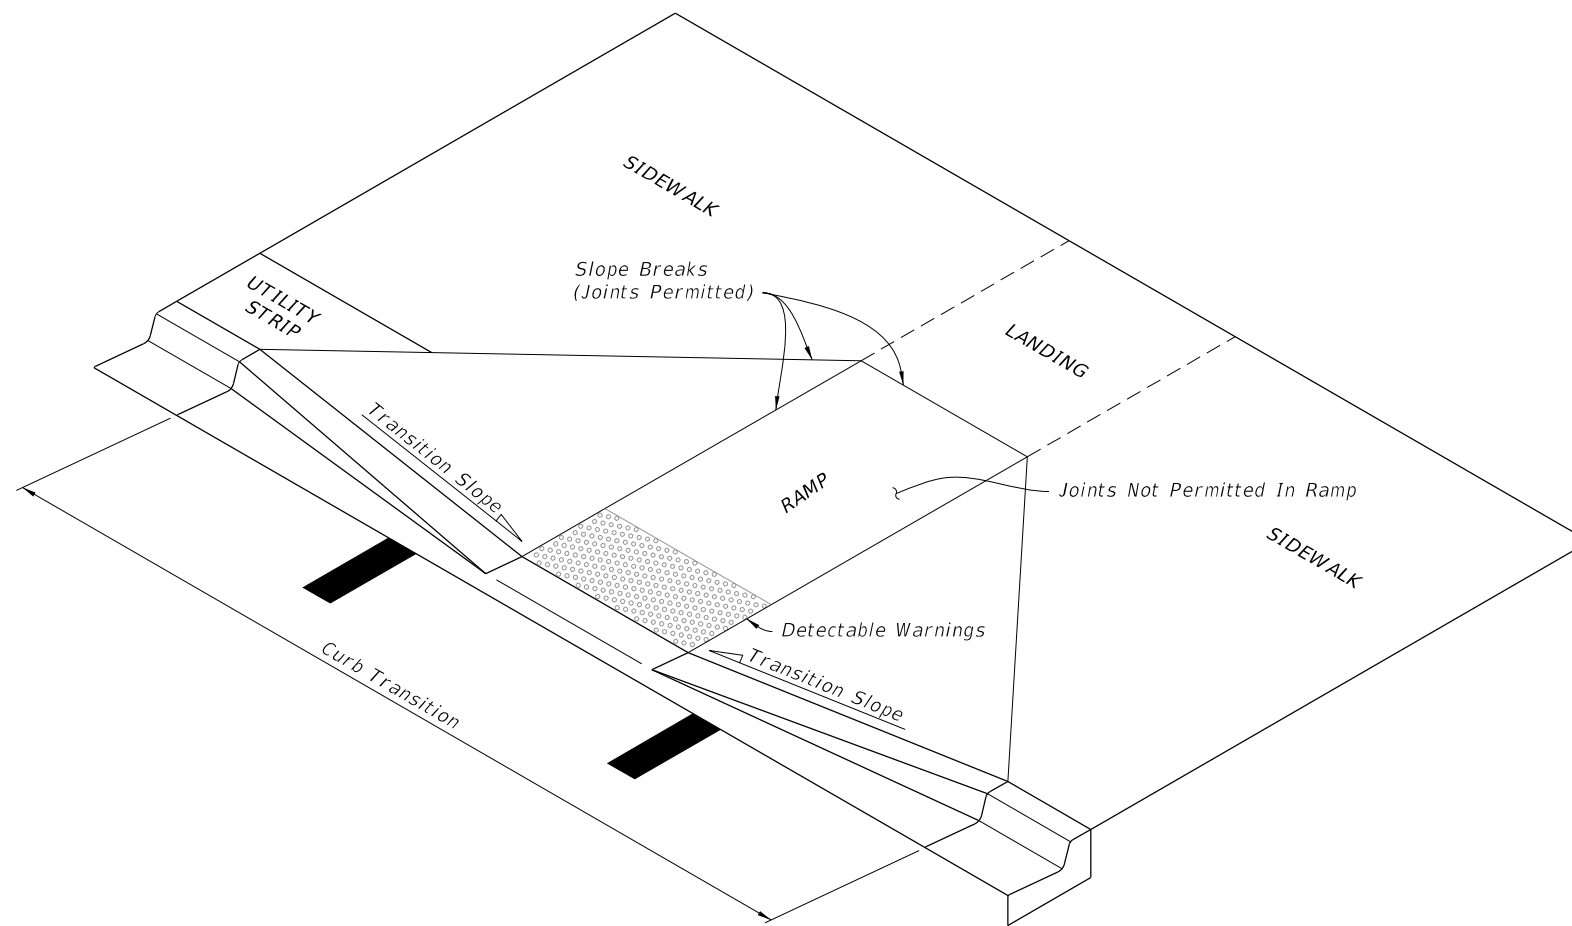 SIDEWALK
Slope Breaks
(Joints Permitted)
UTILITY
STRIP
LANDING
Transition Slope
RAMP
Joints Not Permitted In Ramp
SIDEWALK
Detectable Warnings
Transition Slope
Curb Transition